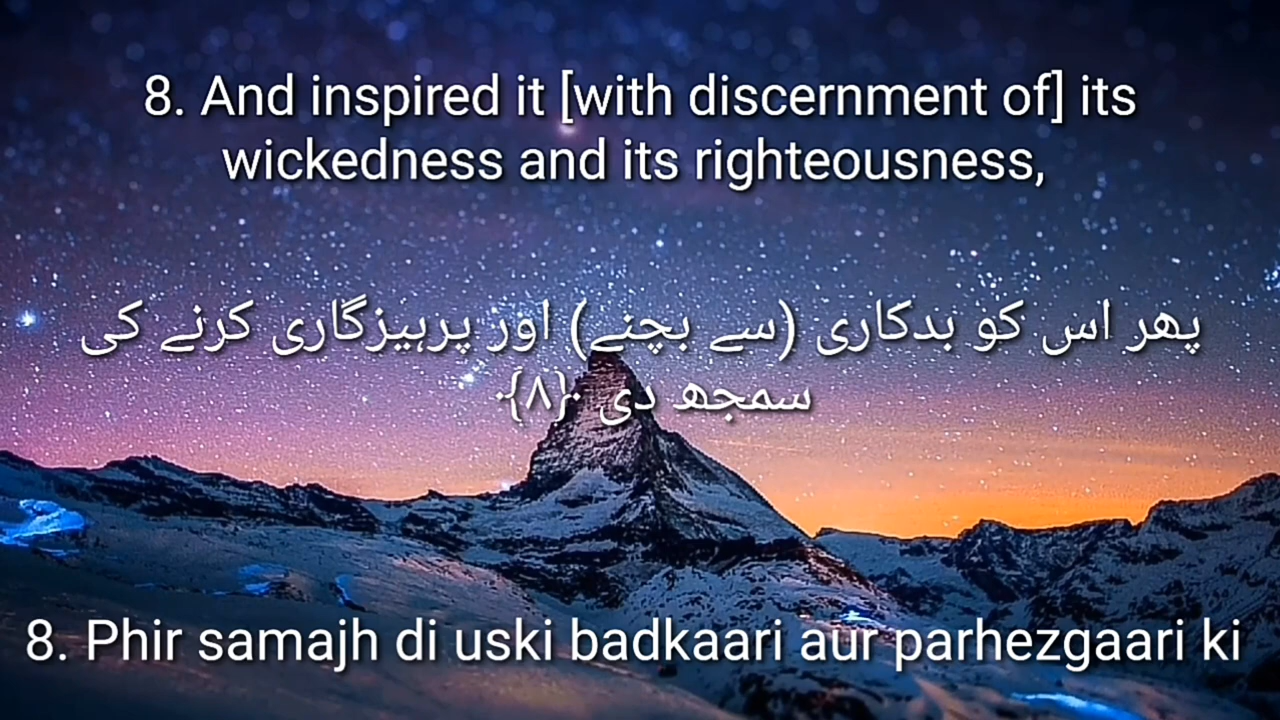 8. And inspired it [with discernment of] its
wickedness and its righteousness,
پھر اس کو بدکاری (سے بچنے) اور پرہیزگاری کرنے کی
سمجھ دی ﴿٨﴾
8. Phir samajh di uski badkaari aur parhezgaari ki